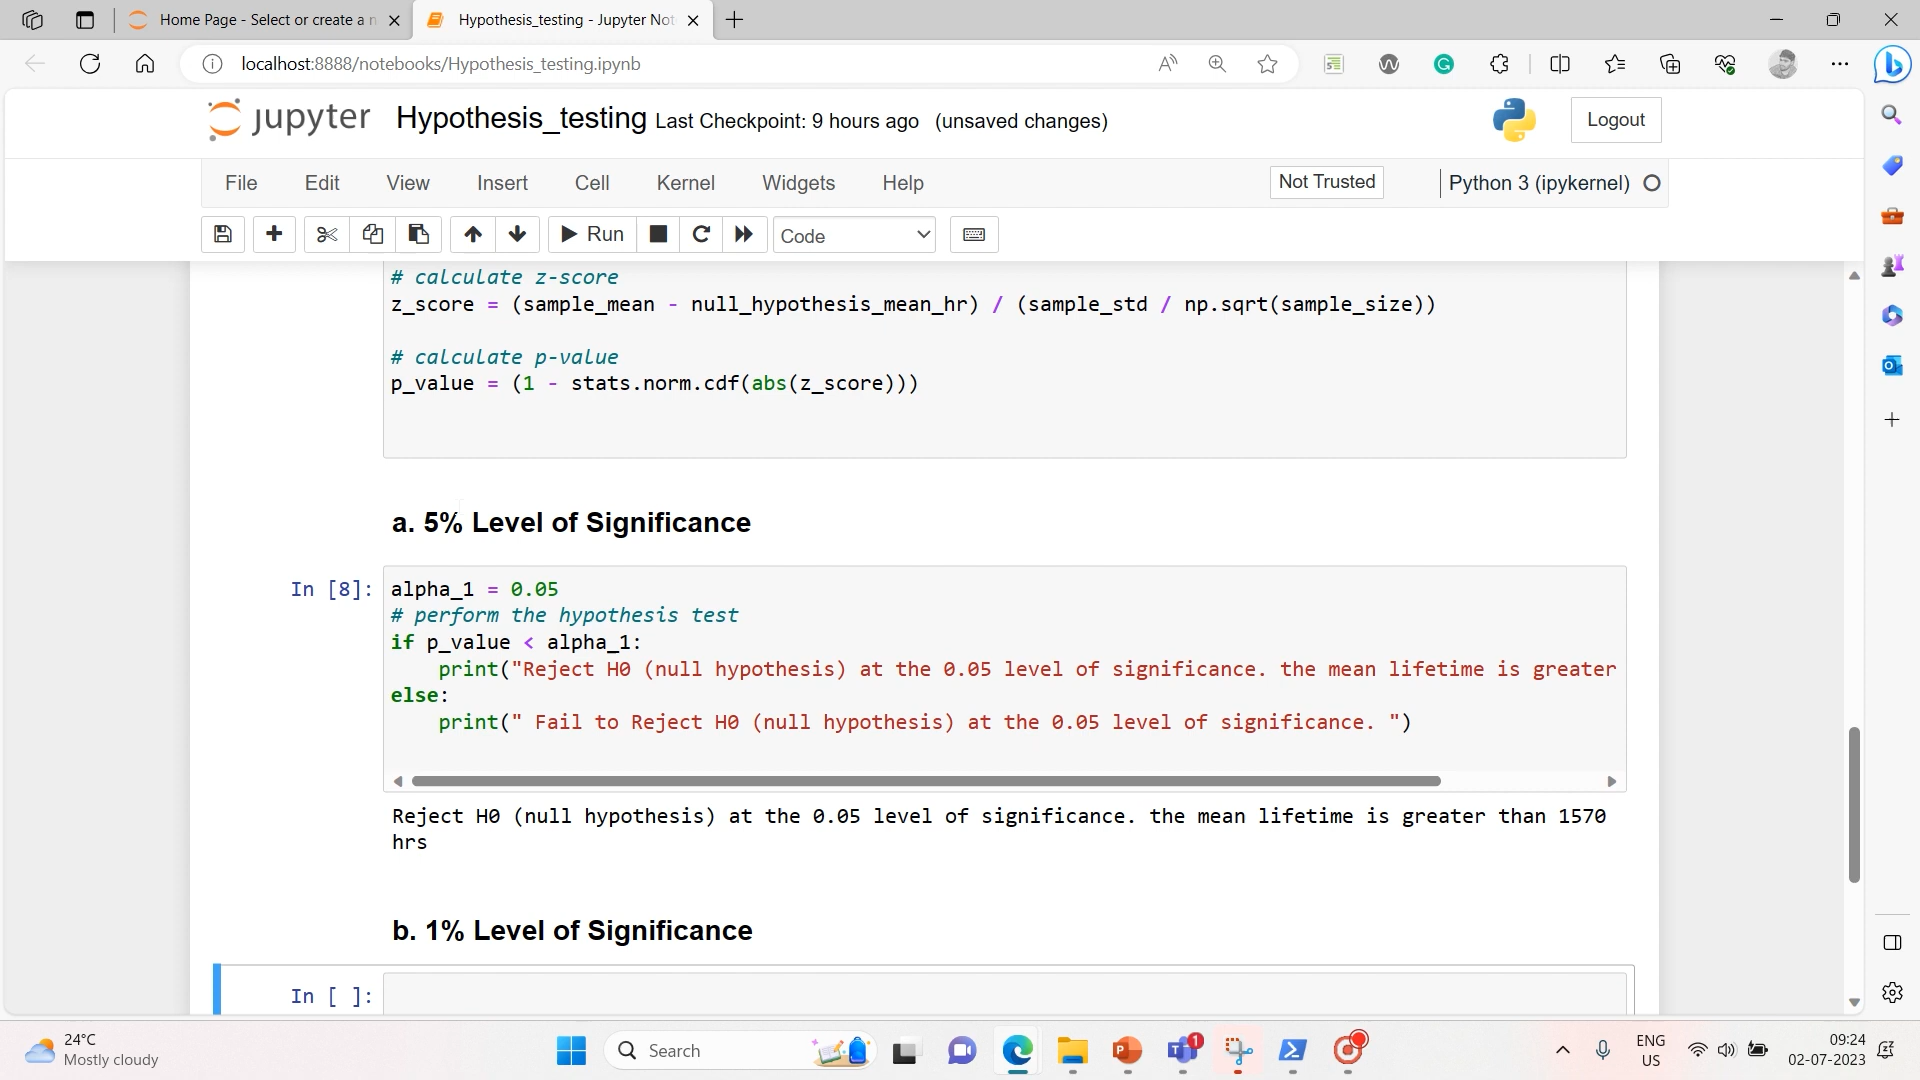 Home Page - Select or create a n
Hypothesis_testing - Jupyter Not
localhost:8888/notebooks/Hypothesis_testing.ipynb
jupyter Hypothesis_testing Last Checkpoint: 9 hours ago (unsaved changes)
Logout
File Edit View Insert Cell Kernel Widgets Help Not Trusted Python 3 (ipykernel)
Run Code
# calculate z-score
z_score = (sample_mean - null_hypothesis_mean_hr) / (sample_std / np.sqrt(sample_size))
# calculate p-value
p_value = (1 - stats.norm.cdf(abs(z_score)))
a. 5% Level of Significance
In [8]: alpha_1 = 0.05
# perform the hypothesis test
if p_value < alpha_1:
print("Reject H0 (null hypothesis) at the 0.05 level of significance. the mean lifetime is greater
else:
print(" Fail to Reject H0 (null hypothesis) at the 0.05 level of significance. ")
Reject H0 (null hypothesis) at the 0.05 level of significance. the mean lifetime is greater than 1570
hrs
b. 1% Level of Significance
In [ ]:
24°C
Mostly cloudy
Search
1
ENG
US
09:24
02-07-2023